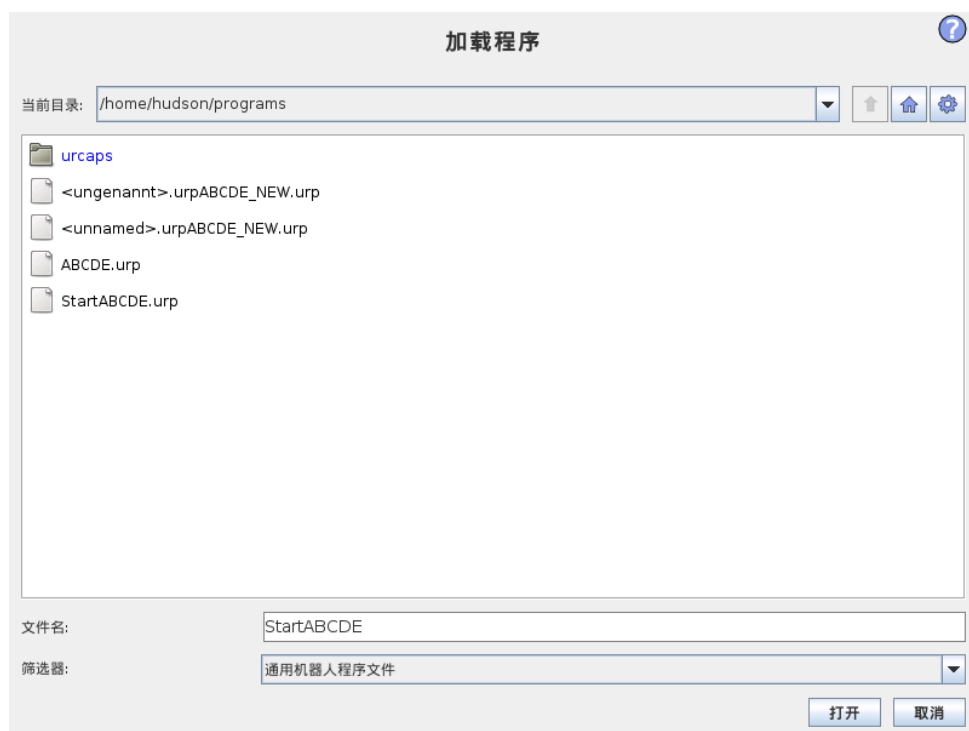 加载程序
?
当前目录: /home/hudson/programs
urcaps
<ungenannt>.urpABCDE_NEW.urp
<unnamed>.urpABCDE_NEW.urp
ABCDE.urp
StartABCDE.urp
文件名: StartABCDE
筛选器: 通用机器人程序文件
打开 取消